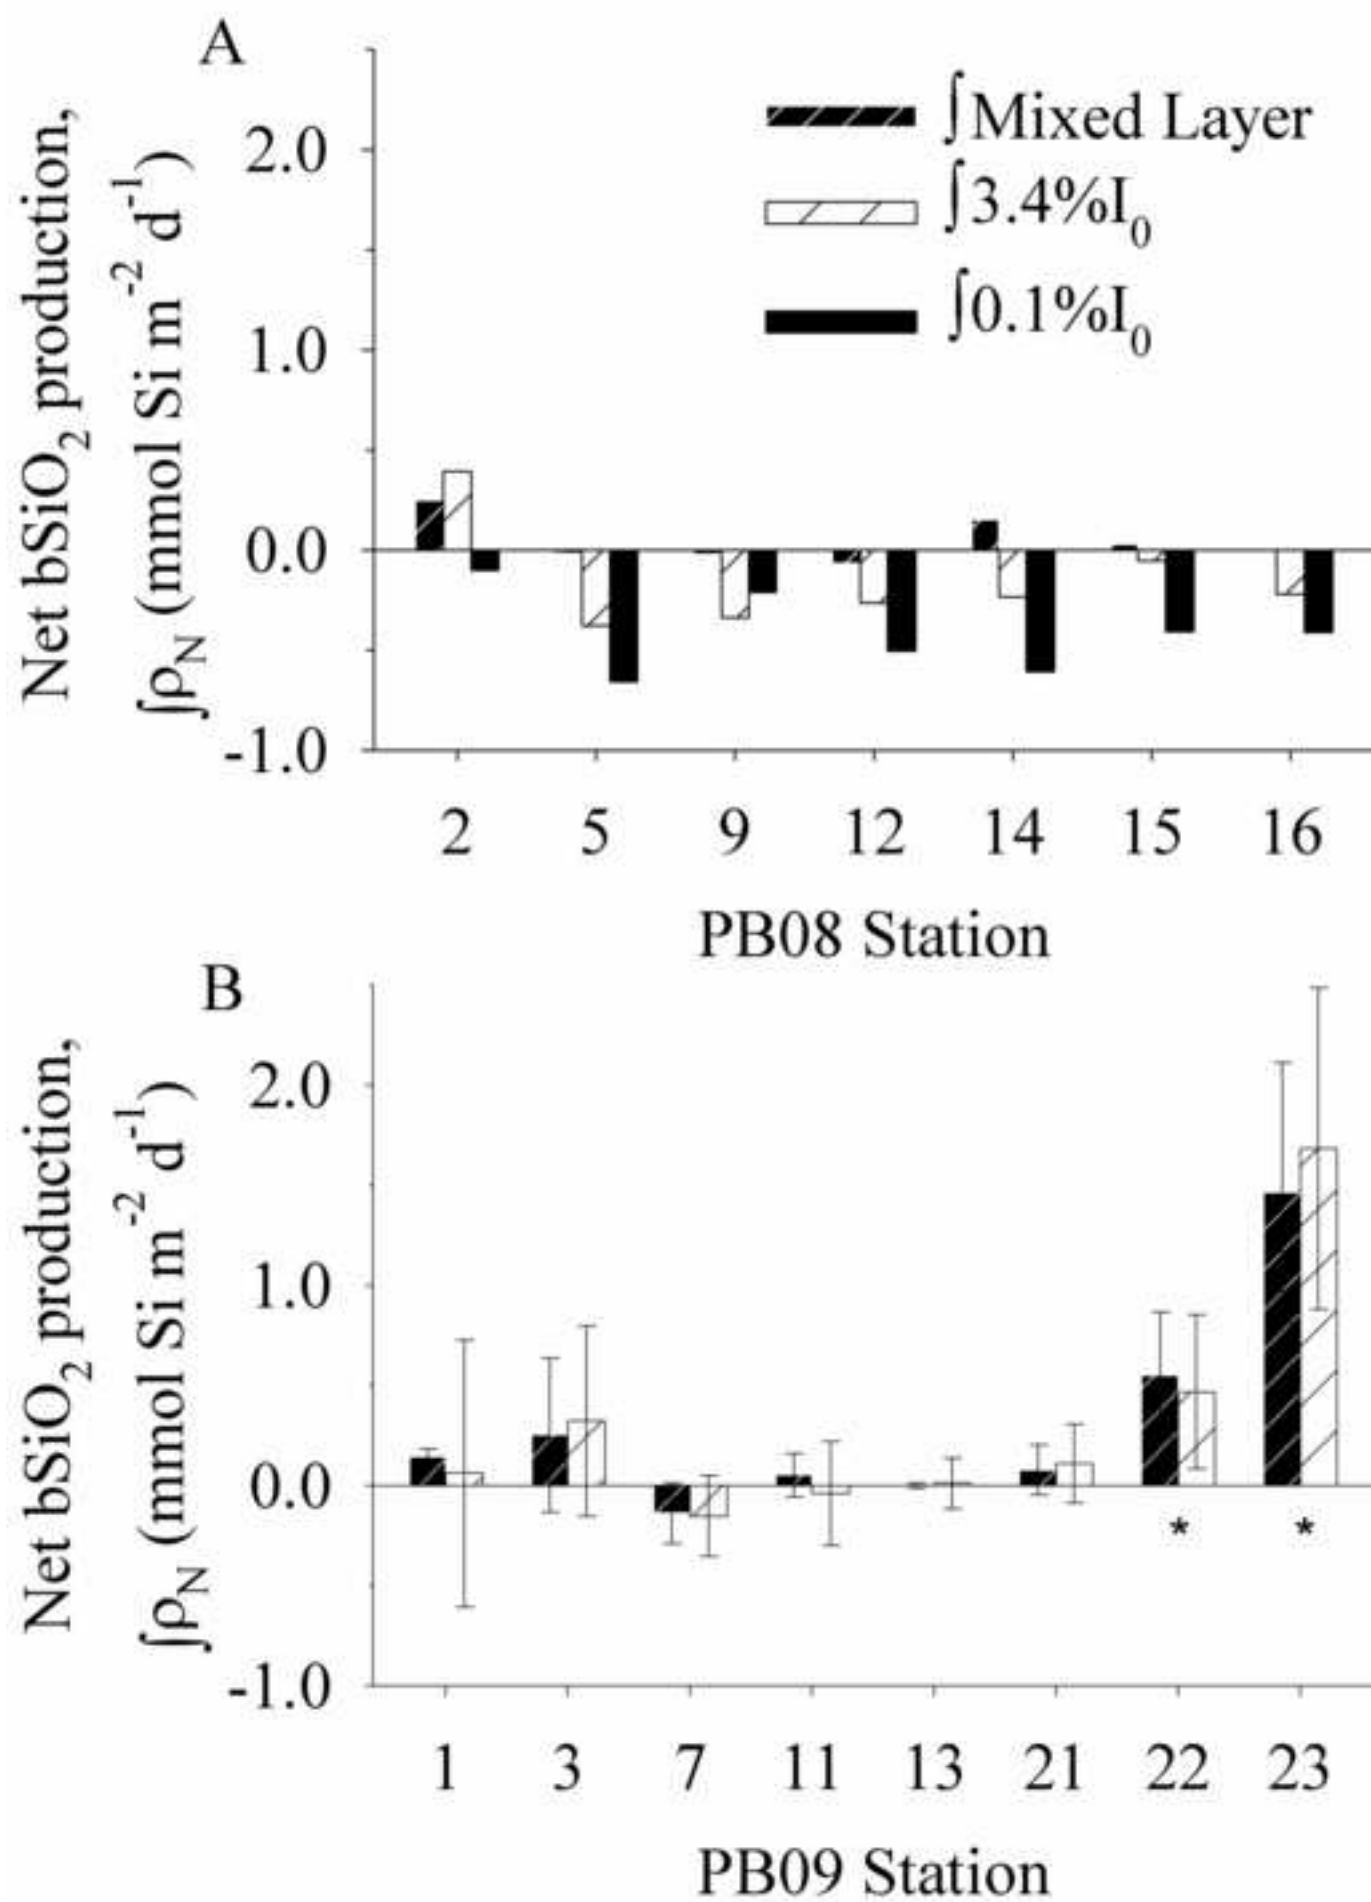 A
Net bSiO₂ production,
∫ρ_N (mmol Si m⁻² d⁻¹)
2.0
1.0
0.0
-1.0
∫Mixed Layer
∫3.4%I₀
∫0.1%I₀
2 5 9 12 14 15 16
PB08 Station
B
Net bSiO₂ production,
∫ρ_N (mmol Si m⁻² d⁻¹)
2.0
1.0
0.0
-1.0
* *
1 3 7 11 13 21 22 23
PB09 Station